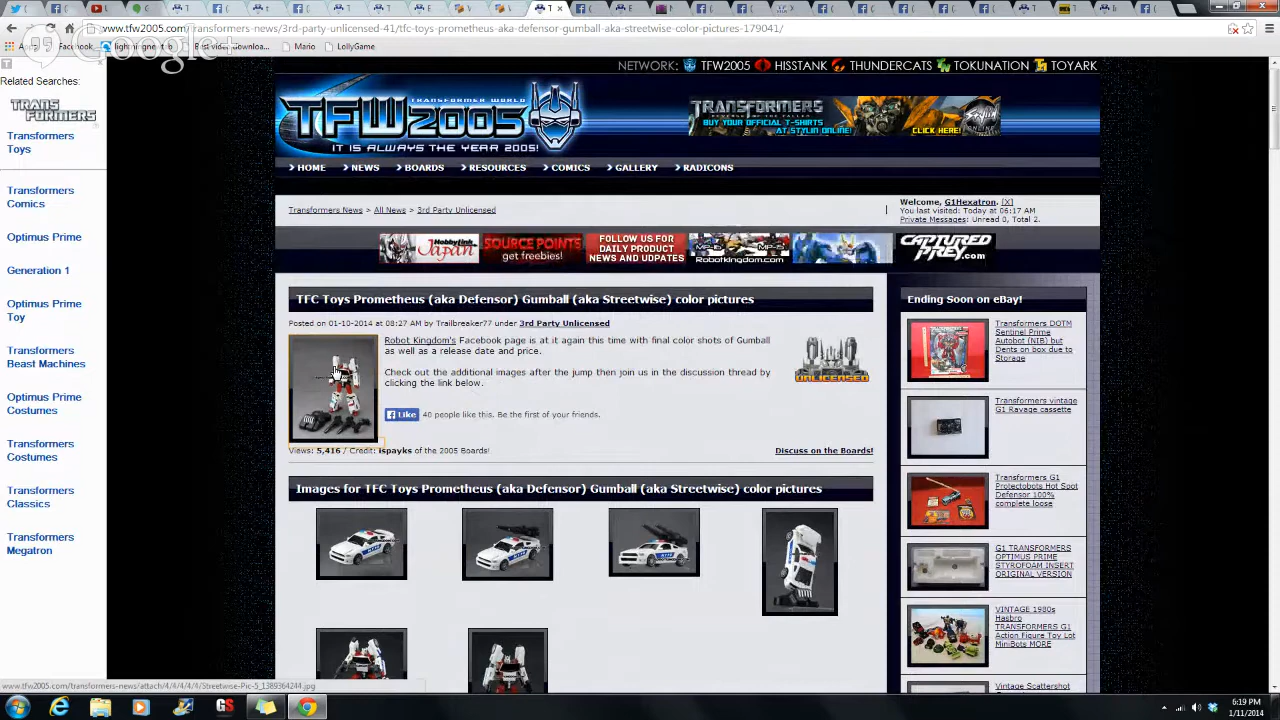 www.tfw2005.com/transformers-news/3rd-party-unlicensed-41/tfc-toys-prometheus-aka-defensor-gumball-aka-streetwise-color-pictures-179041/
Google+
Facebook
Mario
LollyGame
Related Searches:
TRANSFORMERS
Transformers Toys
Transformers Comics
Optimus Prime
Generation 1
Optimus Prime Toy
Transformers Beast Machines
Optimus Prime Costumes
Transformers Costumes
Transformers Classics
Transformers Megatron
NETWORK: TFW2005 HISSTANK THUNDERCATS TOKUNATION TOYARK
TRANSFORMER WORLD
TFW2005
IT IS ALWAYS THE YEAR 2005!
TRANSFORMERS
BUY YOUR OFFICIAL T-SHIRTS
AT STYLIN ONLINE!
CLICK HERE!
HOME NEWS BOARDS RESOURCES COMICS GALLERY RADICONS
Transformers News > All News > 3rd Party Unlicensed
Welcome, G1Hexatron. [X]
You last visited: Today at 06:17 AM
Private Messages: Unread 0, Total 2.
HobbyLink Japan
SOURCE POINTS
get freebies!
FOLLOW US FOR
DAILY PRODUCT
NEWS AND UDPATES
RobotKingdom.com
CAPTURED PREY.com
TFC Toys Prometheus (aka Defensor) Gumball (aka Streetwise) color pictures
Posted on 01-10-2014 at 08:27 AM by Trailbreaker77 under 3rd Party Unlicensed
Robot Kingdom's Facebook page is at it again this time with final color shots of Gumball
as well as a release date and price.
Check out the additional images after the jump then join us in the discussion thread by
clicking the link below.
UNLICENSED
Like 40 people like this. Be the first of your friends.
Views: 5,416 / Credit: ispayks of the 2005 Boards!
Discuss on the Boards!
Images for TFC Toys Prometheus (aka Defensor) Gumball (aka Streetwise) color pictures
Ending Soon on eBay!
Transformers DOTM
Sentinel Prime
Autobot (NIB) but
Dents on box due to
Storage
Transformers vintage
G1 Ravage cassette
Transformers G1
Protectobots Hot Spot
Defensor 100%
complete loose
G1 TRANSFORMERS
OPTIMUS PRIME
STYROFOAM INSERT
ORIGINAL VERSION
VINTAGE 1980s
Hasbro
TRANSFORMERS G1
Action Figure Toy Lot
MiniBots MORE
Vintage Scattershot
www.tfw2005.com/transformers-news/attach/4/4/4/4/4/Streetwise-Pic-5_1389364244.jpg
6:19 PM
1/11/2014